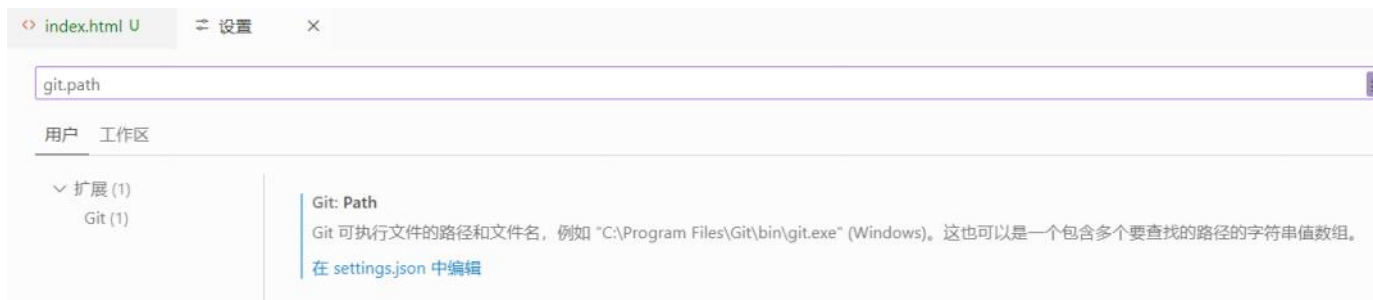 index.html U 设置
git.path
用户 工作区
扩展 (1)
Git (1)
Git: Path
Git 可执行文件的路径和文件名，例如 "C:\Program Files\Git\bin\git.exe" (Windows)。这也可以是一个包含多个要查找的路径的字符串值数组。
在 settings.json 中编辑